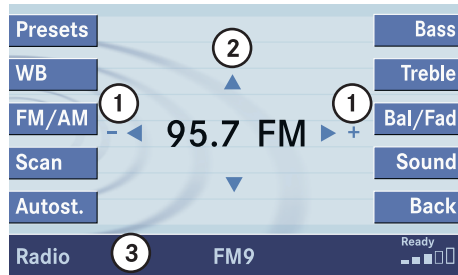 Presets
Bass
2
WB
Treble
1
1
FM/AM
Bal/Fad
- 95.7 FM +
Scan
Sound
Autost.
Back
Radio
3
FM9
Ready